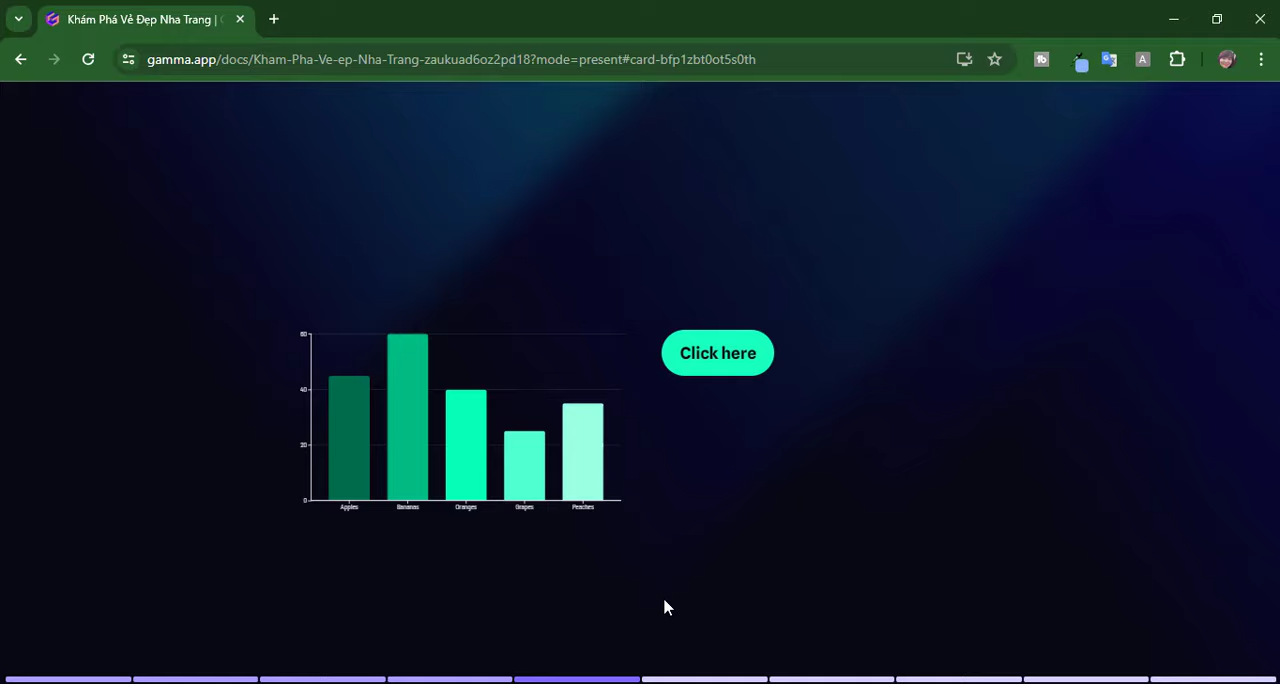 Khám Phá Vẻ Đẹp Nha Trang |
gamma.app/docs/Kham-Pha-Ve-ep-Nha-Trang-zaukuad6oz2pd18?mode=present#card-bfp1zbt0ot5s0th
A
Click here
60
40
20
0
Apples Bananas Oranges Grapes Peaches